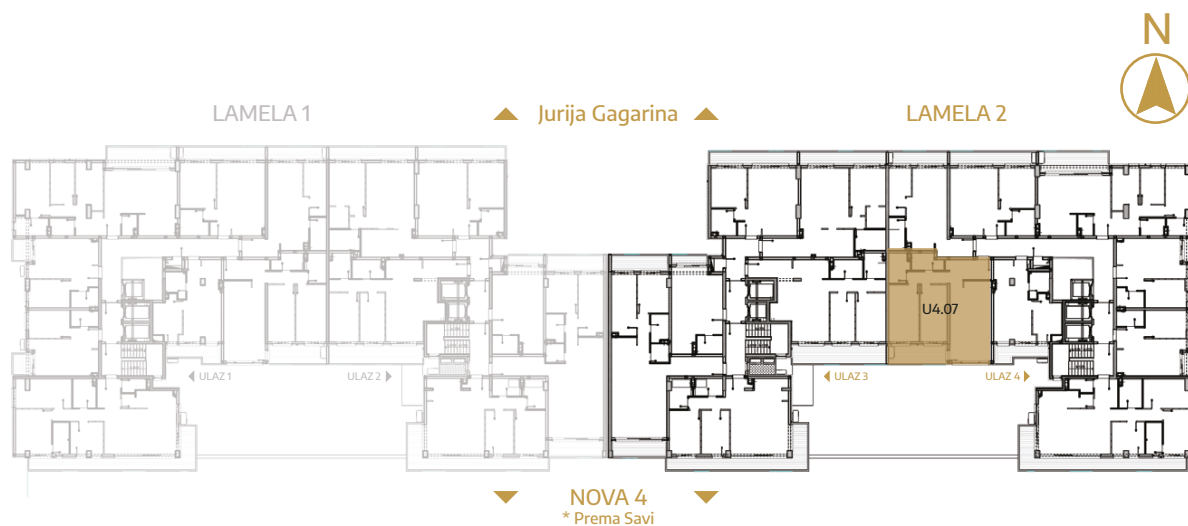 N
LAMELA 1
Jurija Gagarina
LAMELA 2
U4.07
ULAZ 1
ULAZ 2
ULAZ 3
ULAZ 4
NOVA 4
* Prema Savi